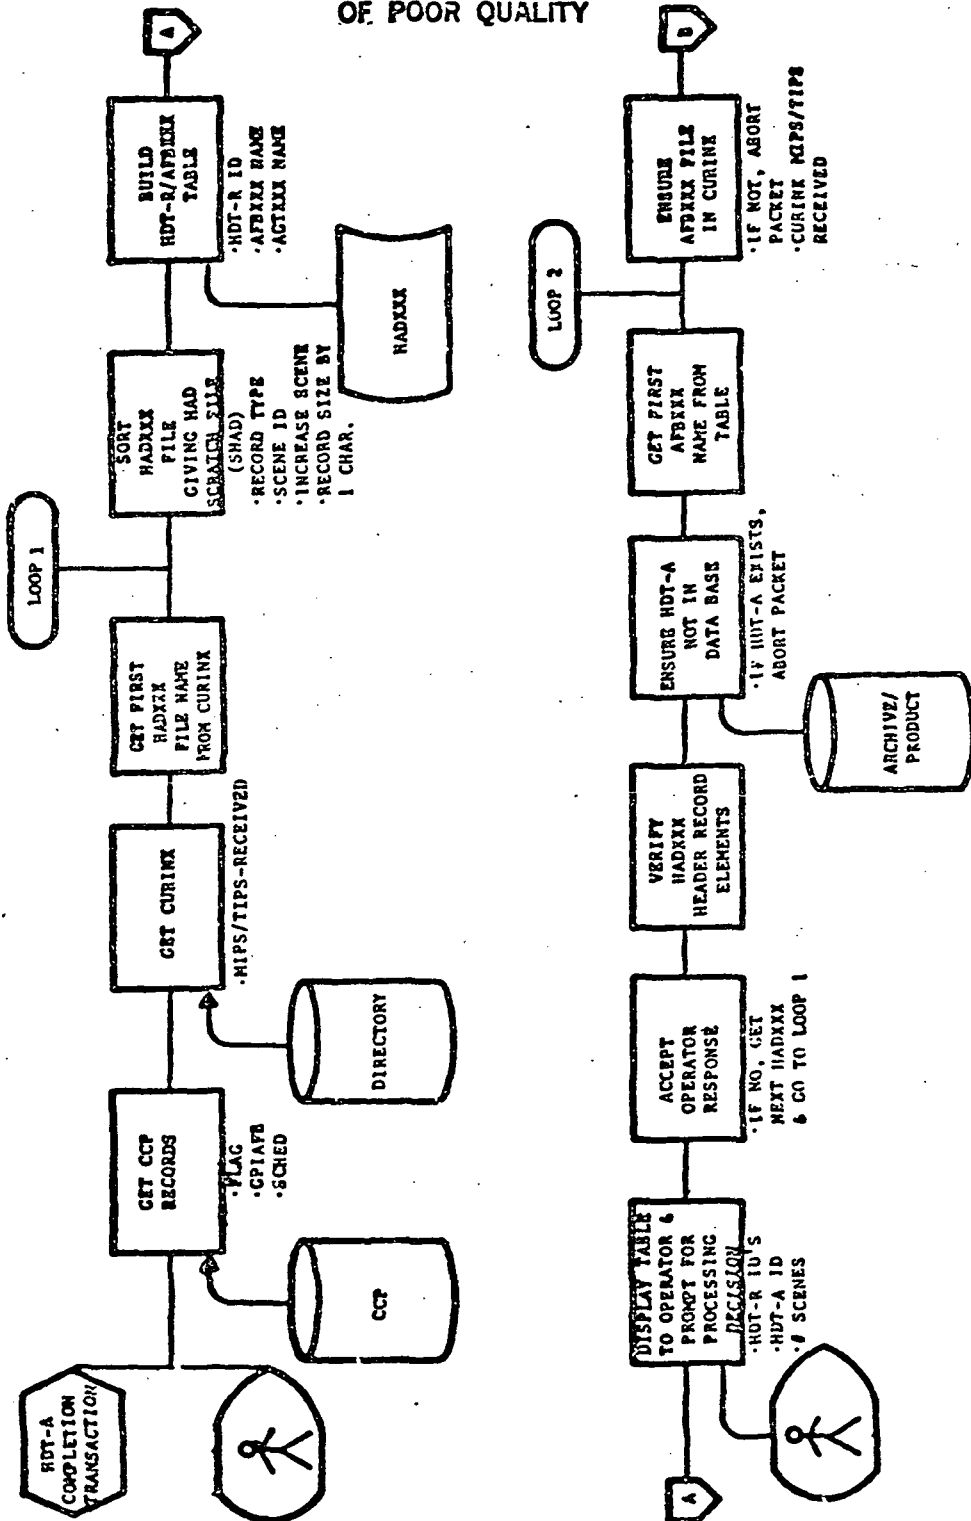 OF POOR QUALITY
HDT-A
COMPLETION
TRANSACTION
GET CCP
RECORDS
·FLAG
·GPIAFB
·SCHED
CCP
GET CURINX
·MIPS/TIPS-RECEIVED
DIRECTORY
GET FIRST
HADXXX
FILE NAME
FROM CURINX
LOOP 1
SORT
HADXXX
FILE
GIVING HAD
SCRATCH FILE
(SHAD)
·RECORD TYPE
·SCENE ID
·INCREASE SCENE
·RECORD SIZE BY
1 CHAR.
BUILD
HDT-R/AFBXXX
TABLE
·HDT-R ID
·AFBXXX NAME
·ACTXXX NAME
HADXXX
A
A
DISPLAY TABLE
TO OPERATOR &
PROMPT FOR
PROCESSING
DECISION
·HDT-R ID'S
·HDT-A ID
·# SCENES
ACCEPT
OPERATOR
RESPONSE
·IF NO, GET
NEXT HADXXX
& GO TO LOOP 1
VERIFY
HADXXX
HEADER RECORD
ELEMENTS
ENSURE HDT-A
NOT IN
DATA BASE
·IF HDT-A EXISTS,
ABORT PACKET
ARCHIVE/
PRODUCT
GET FIRST
AFBXXX
NAME FROM
TABLE
LOOP 2
ENSURE
AFBXXX FILE
IN CURINX
·IF NOT, ABORT
PACKET
·CURINX MIPS/TIPS
RECEIVED
B